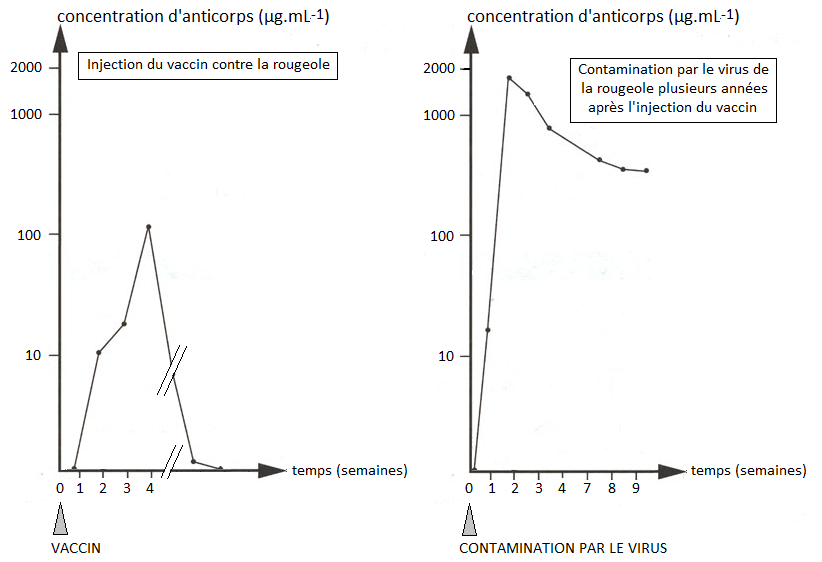 concentration d'anticorps (µg.mL-1)
Injection du vaccin contre la rougeole
2000
1000
100
10
0 1 2 3 4
temps (semaines)
VACCIN
concentration d'anticorps (µg.mL-1)
Contamination par le virus de
la rougeole plusieurs années
après l'injection du vaccin
2000
1000
100
10
0 1 2 3 4 7 8 9
temps (semaines)
CONTAMINATION PAR LE VIRUS